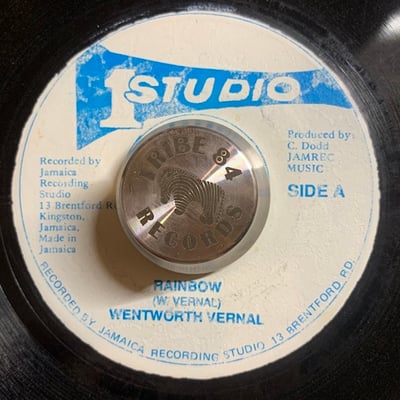 1 STUDIO
Recorded by
Jamaica
Recording
Studio
13 Brentford
Kingston,
Jamaica,
Made in
Jamaica
Produced by:
C. Dodd
JAMREC
MUSIC
SIDE A
TRIBE 84
RECORDS
RAINBOW
(W. VERNAL)
WENTWORTH VERNAL
RECORDED BY JAMAICA RECORDING STUDIO 13 BRENTFORD RD.